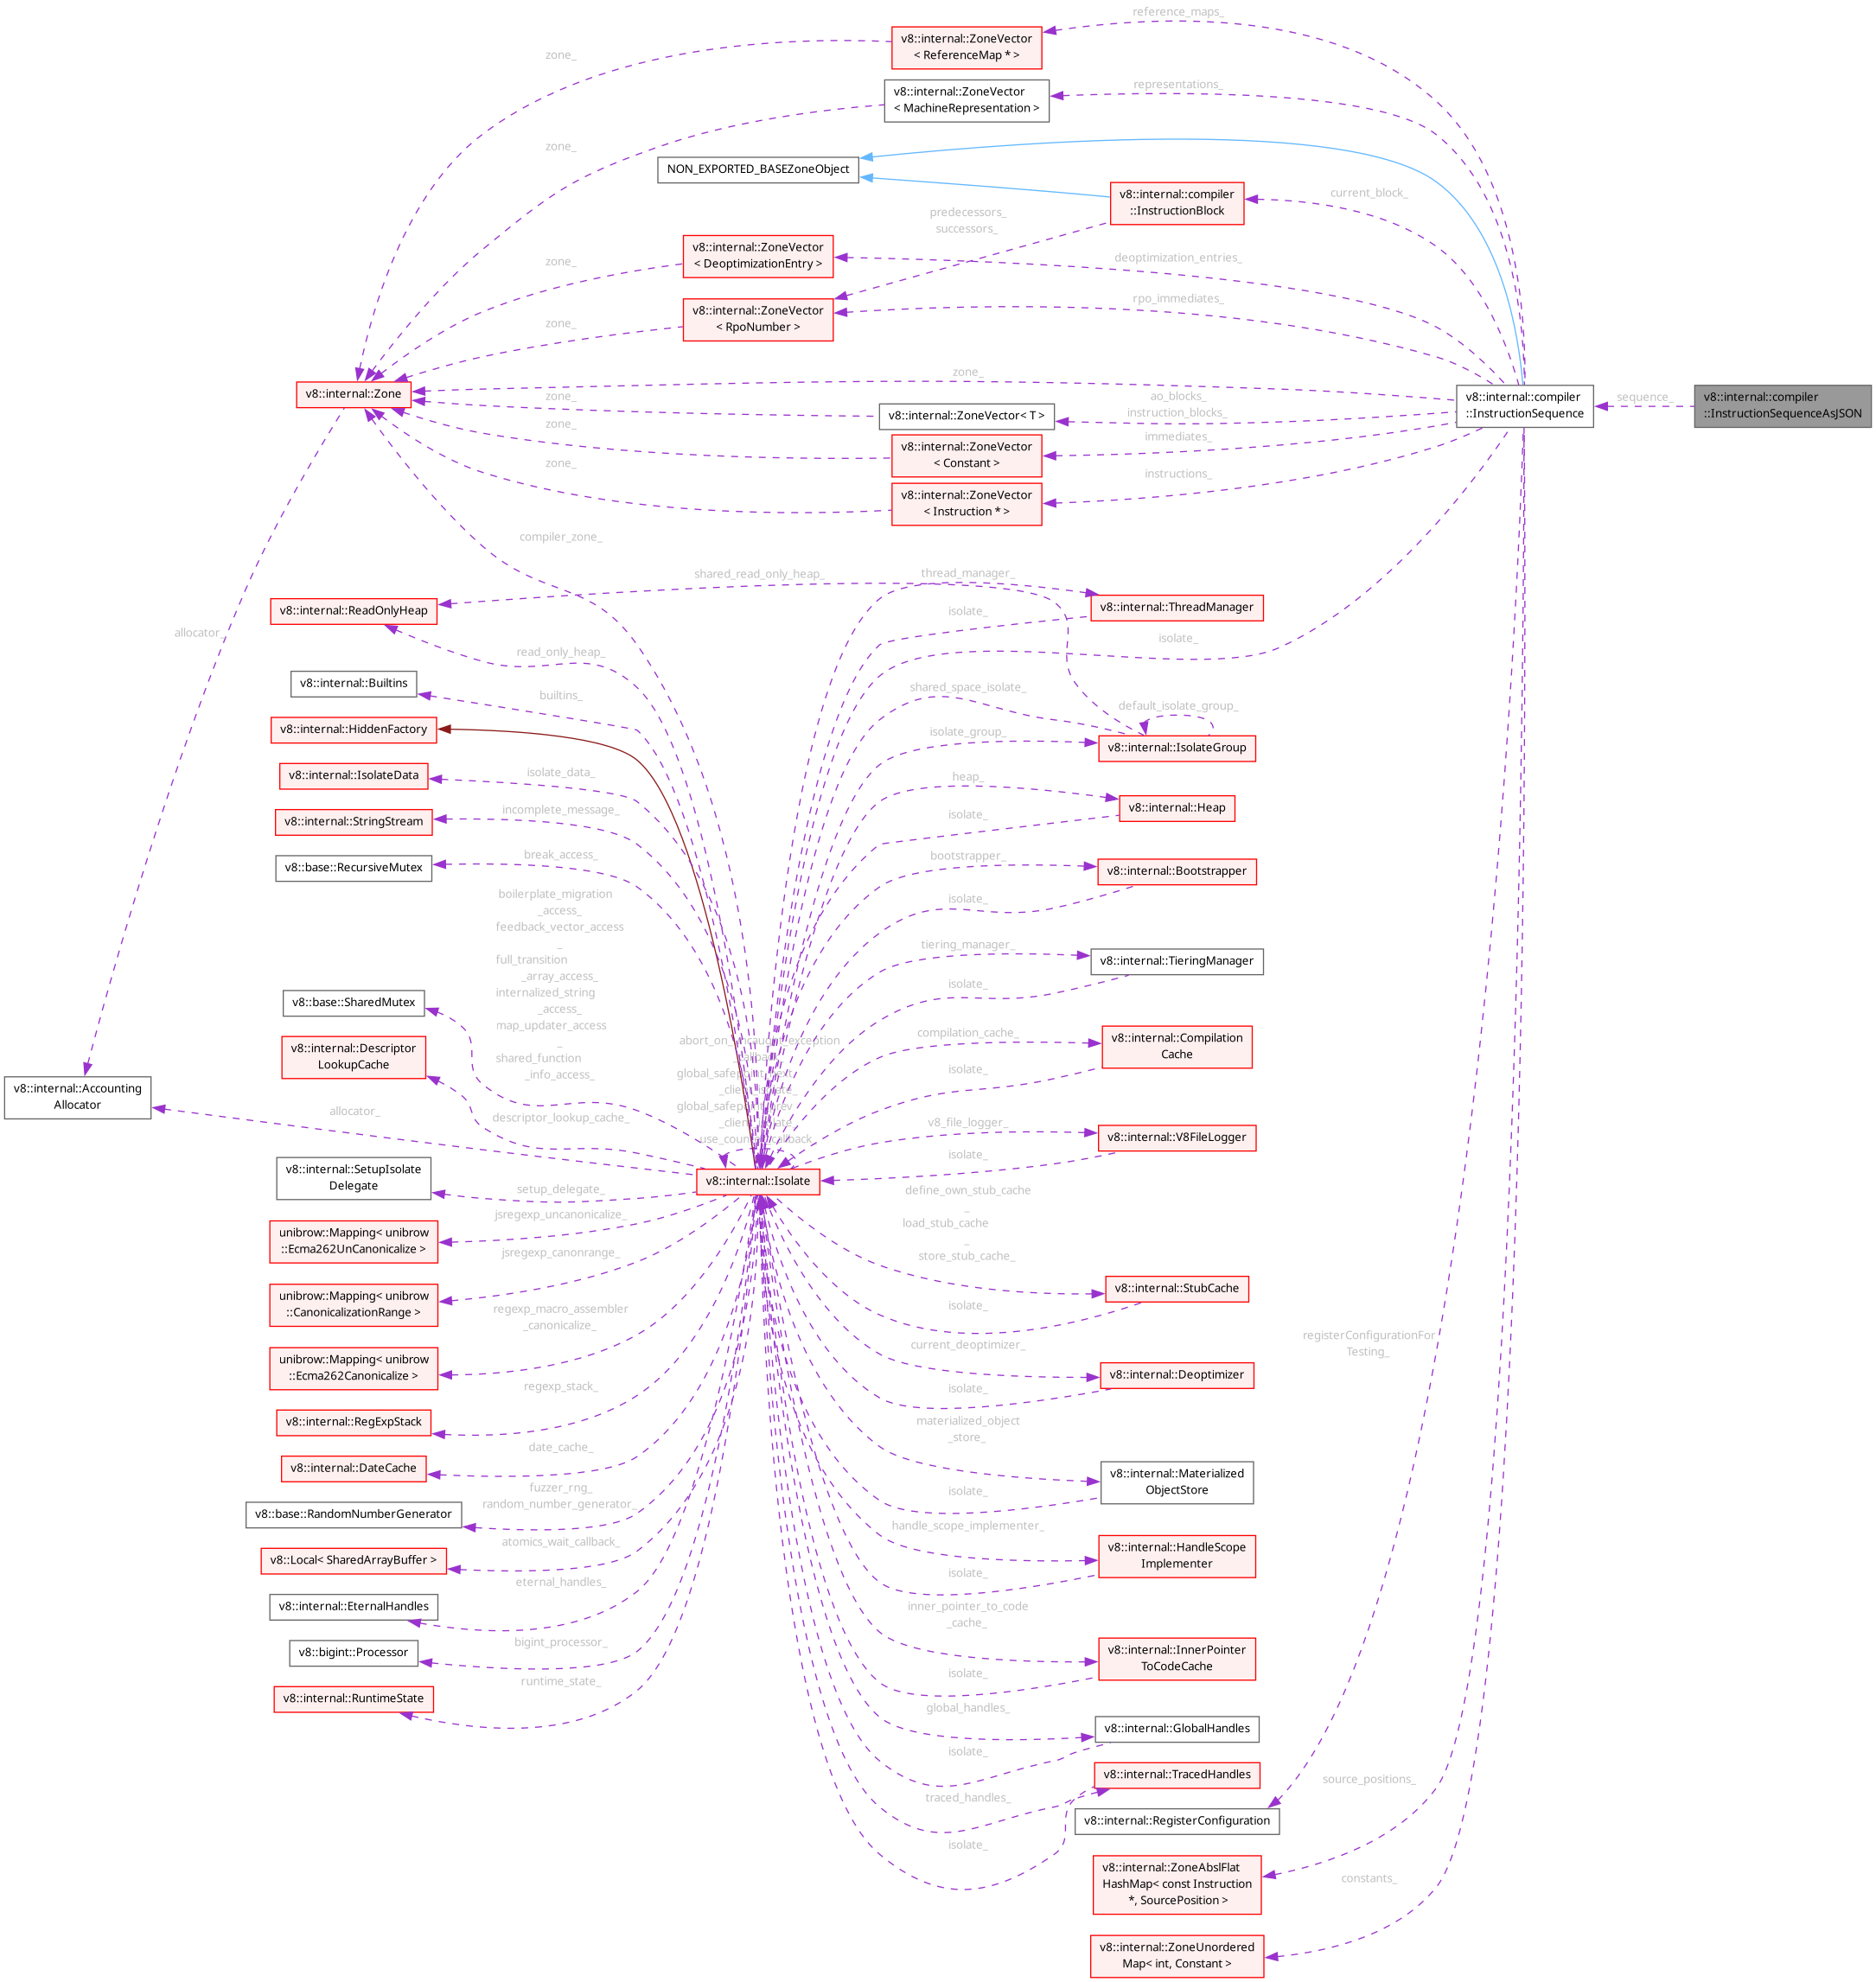 reference_maps_
v8::internal::ZoneVector
< ReferenceMap * >
zone_
v8::internal::ZoneVector
< MachineRepresentation >
representations_
zone_
NON_EXPORTED_BASEZoneObject
v8::internal::compiler
::InstructionBlock
current_block_
predecessors_
successors_
v8::internal::ZoneVector
< DeoptimizationEntry >
deoptimization_entries_
zone_
v8::internal::ZoneVector
< RpoNumber >
rpo_immediates_
zone_
v8::internal::Zone
zone_
v8::internal::compiler
::InstructionSequence
sequence_
v8::internal::compiler
::InstructionSequenceAsJSON
zone_
v8::internal::ZoneVector< T >
ao_blocks_
instruction_blocks_
zone_
v8::internal::ZoneVector
< Constant >
immediates_
zone_
v8::internal::ZoneVector
< Instruction * >
instructions_
compiler_zone_
shared_read_only_heap_
thread_manager_
v8::internal::ReadOnlyHeap
v8::internal::ThreadManager
isolate_
allocator_
isolate_
read_only_heap_
v8::internal::Builtins
builtins_
shared_space_isolate_
default_isolate_group_
v8::internal::HiddenFactory
isolate_group_
v8::internal::IsolateGroup
v8::internal::IsolateData
isolate_data_
heap_
v8::internal::Heap
v8::internal::StringStream
incomplete_message_
isolate_
v8::base::RecursiveMutex
break_access_
bootstrapper_
v8::internal::Bootstrapper
isolate_
boilerplate_migration
_access_
feedback_vector_access
_
full_transition
_array_access_
internalized_string
_access_
map_updater_access
_
shared_function
_info_access_
tiering_manager_
v8::internal::TieringManager
isolate_
v8::base::SharedMutex
v8::internal::Descriptor
LookupCache
descriptor_lookup_cache_
abort_on_uncaught_exception
_callback_
global_safepoint_next
_client_isolate_
global_safepoint_prev
_client_isolate_
use_counter_callback_
compilation_cache_
v8::internal::Compilation
Cache
isolate_
v8::internal::Accounting
Allocator
allocator_
v8_file_logger_
v8::internal::V8FileLogger
isolate_
v8::internal::Isolate
v8::internal::SetupIsolate
Delegate
setup_delegate_
unibrow::Mapping< unibrow
::Ecma262UnCanonicalize >
jsregexp_uncanonicalize_
define_own_stub_cache
_
load_stub_cache
_
store_stub_cache_
v8::internal::StubCache
isolate_
unibrow::Mapping< unibrow
::CanonicalizationRange >
jsregexp_canonrange_
unibrow::Mapping< unibrow
::Ecma262Canonicalize >
regexp_macro_assembler
_canonicalize_
registerConfigurationFor
Testing_
current_deoptimizer_
v8::internal::Deoptimizer
isolate_
v8::internal::RegExpStack
regexp_stack_
materialized_object
_store_
v8::internal::Materialized
ObjectStore
isolate_
v8::internal::DateCache
date_cache_
v8::base::RandomNumberGenerator
fuzzer_rng_
random_number_generator_
handle_scope_implementer_
v8::internal::HandleScope
Implementer
isolate_
v8::Local< SharedArrayBuffer >
atomics_wait_callback_
v8::internal::EternalHandles
eternal_handles_
inner_pointer_to_code
_cache_
v8::internal::InnerPointer
ToCodeCache
isolate_
v8::bigint::Processor
bigint_processor_
v8::internal::RuntimeState
runtime_state_
global_handles_
v8::internal::GlobalHandles
isolate_
v8::internal::TracedHandles
traced_handles_
source_positions_
v8::internal::RegisterConfiguration
isolate_
v8::internal::ZoneAbslFlat
HashMap< const Instruction
*, SourcePosition >
constants_
v8::internal::ZoneUnordered
Map< int, Constant >